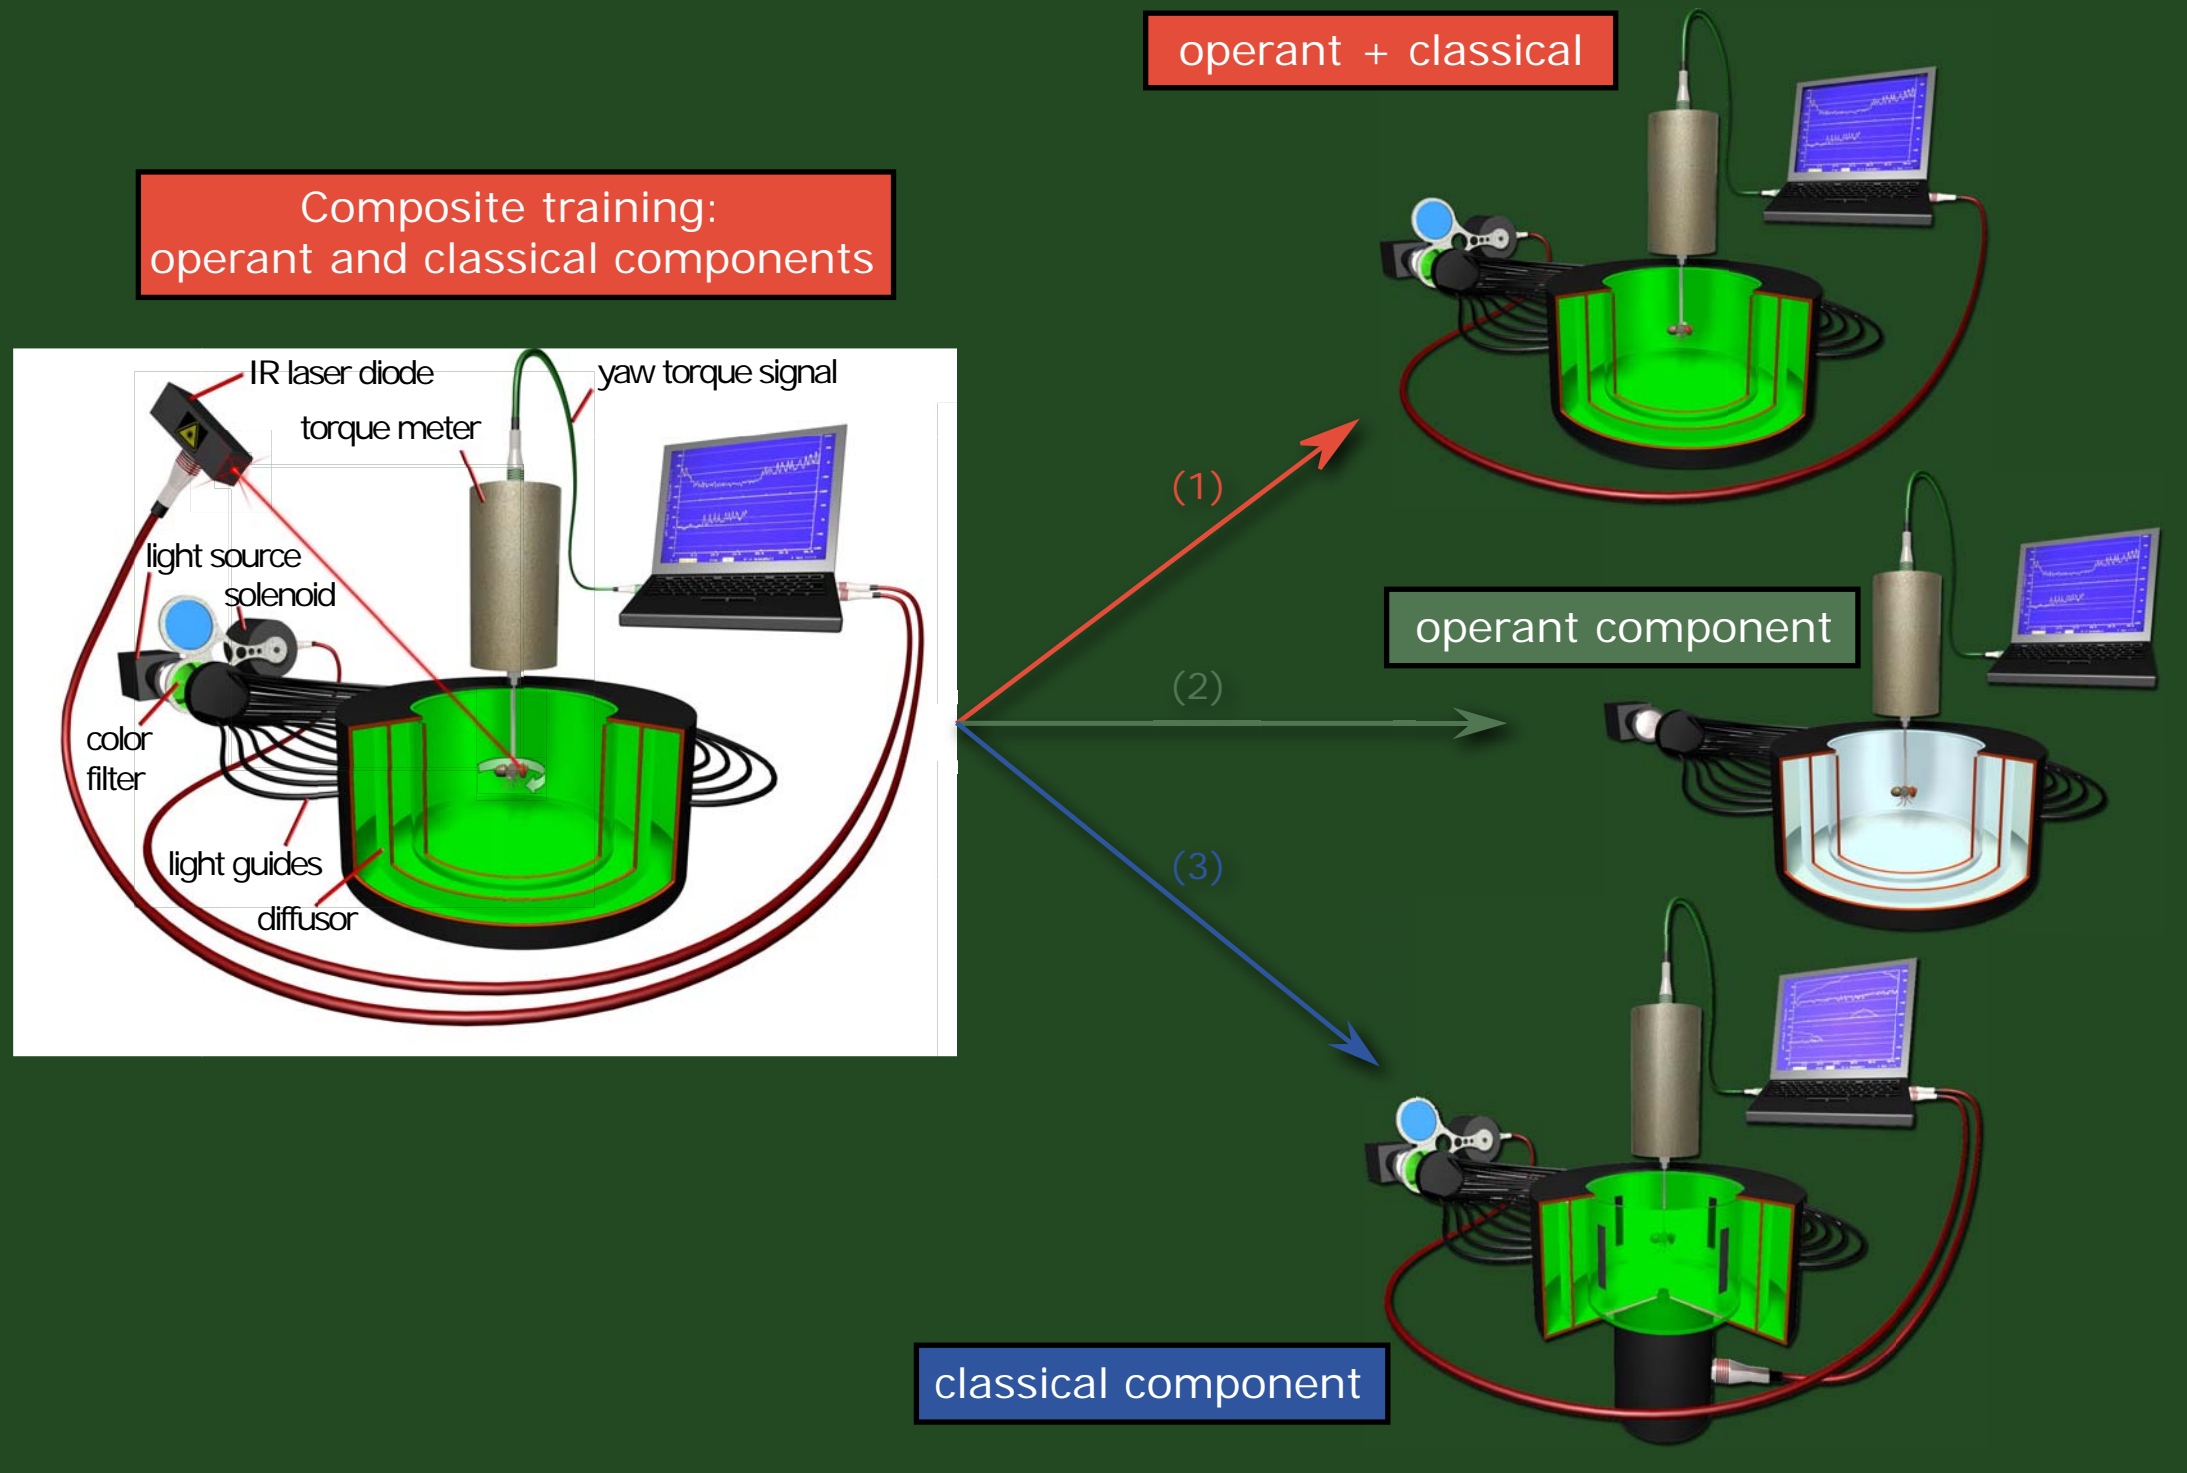 operant + classical
Composite training:
operant and classical components
IR laser diode
yaw torque signal
torque meter
light source
solenoid
color
filter
light guides
diffusor
(1)
operant component
(2)
(3)
classical component